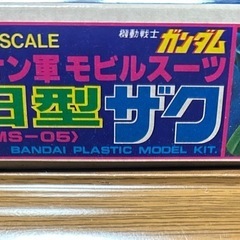 SCALE
機動戦士 ガンダム
オン軍 モビルスーツ
旧型 ザク
MS-05〉
BANDAI PLASTIC MODEL KIT.